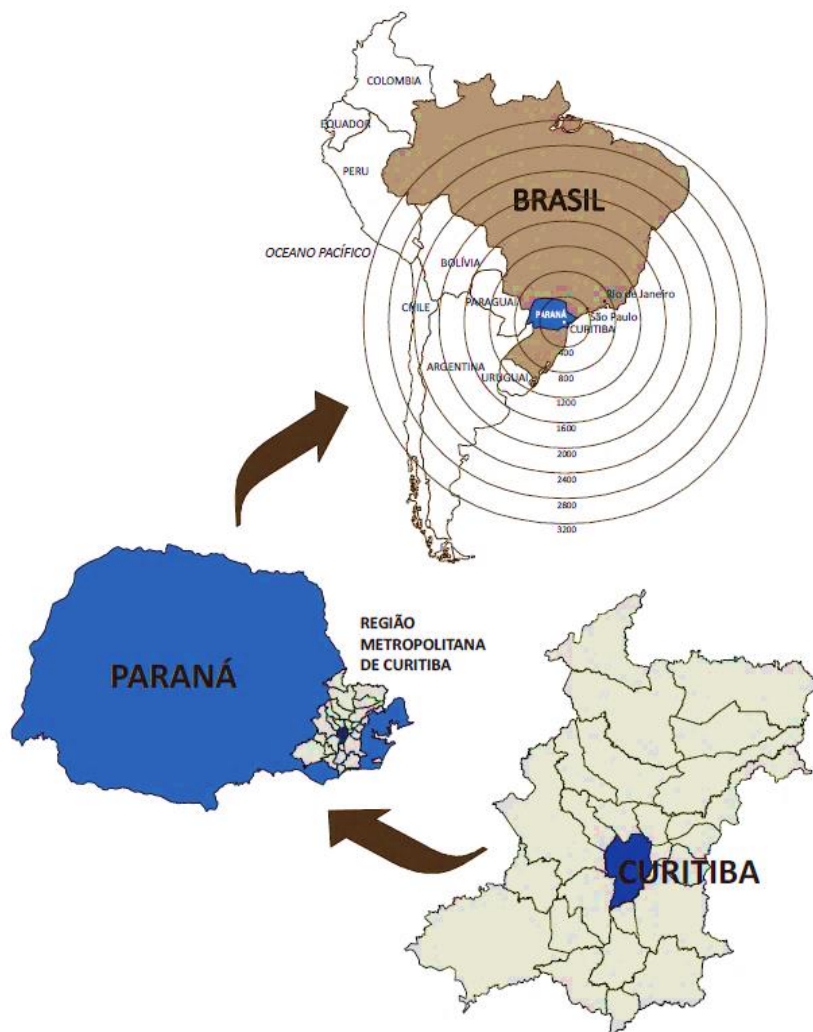 COLOMBIA
EQUADOR
PERU
BRASIL
OCEANO PACÍFICO
BOLÍVIA
PARAGUAI
CHILE
Rio de Janeiro
PARANÁ
São Paulo
CURITIBA
ARGENTINA
URUGUAI
400
800
1200
1600
2000
2400
2800
3200
REGIÃO
METROPOLITANA
DE CURITIBA
PARANÁ
CURITIBA